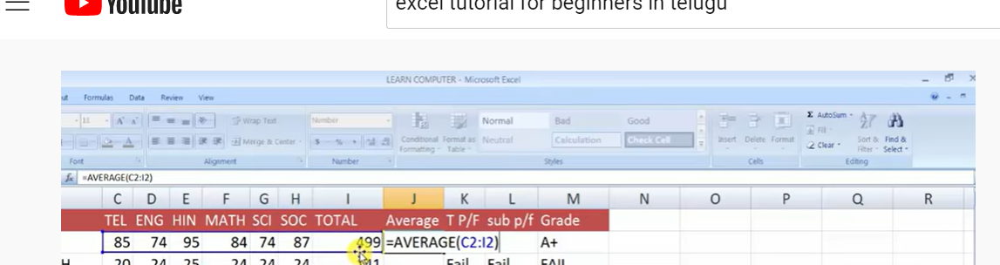 YouTube
excel tutorial for beginners in telugu
LEARN COMPUTER - Microsoft Excel
ut Formulas Data Review View
11 A A Wrap Text Number Normal Bad Good Σ AutoSum
Merge & Center $ % , Conditional Formatting Format as Table Neutral Calculation Check Cell Insert Delete Format Fill Clear Sort & Filter Find & Select
Font Alignment Number Styles Cells Editing
fx =AVERAGE(C2:I2)
C D E F G H I J K L M N O P Q R
TEL ENG HIN MATH SCI SOC TOTAL Average T P/F sub p/f Grade
85 74 95 84 74 87 499 =AVERAGE(C2:I2) A+
H 20 24 25 24 24 24 41 Fail Fail FAIL